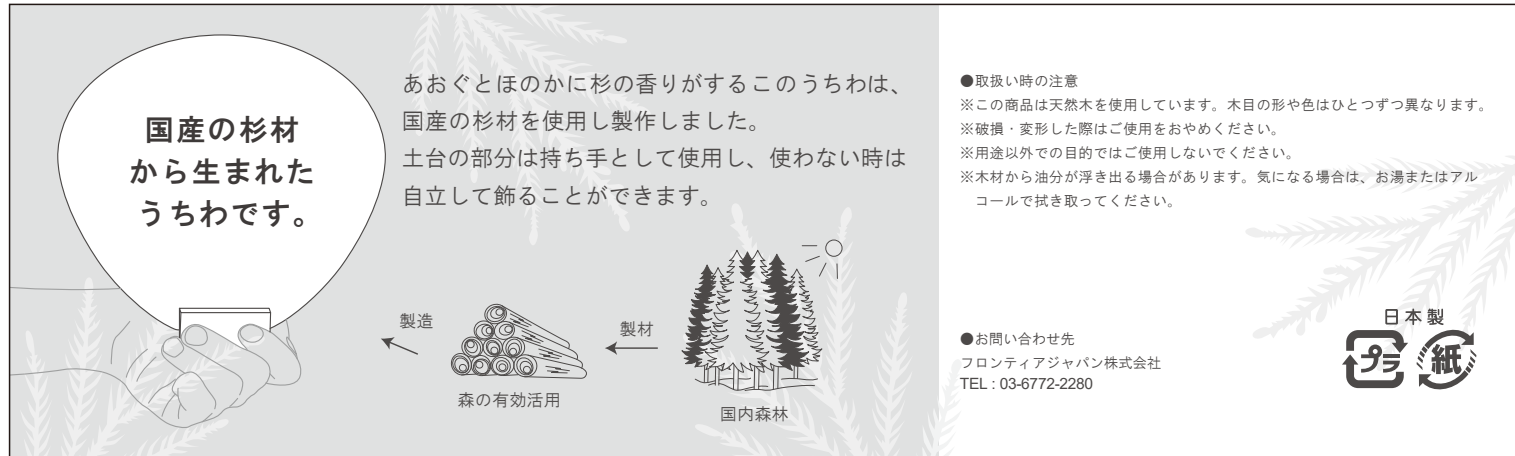 国産の杉材
から生まれた
うちわです。
あおぐとほのかに杉の香りがするこのうちわは、
国産の杉材を使用し製作しました。
土台の部分は持ち手として使用し、使わない時は
自立して飾ることができます。
製造
製材
森の有効活用
国内森林
●取扱い時の注意
※この商品は天然木を使用しています。木目の形や色はひとつずつ異なります。
※破損・変形した際はご使用をおやめください。
※用途以外での目的ではご使用しないでください。
※木材から油分が浮き出る場合があります。気になる場合は、お湯またはアル
コールで拭き取ってください。
●お問い合わせ先
フロンティアジャパン株式会社
TEL : 03-6772-2280
日本製
プラ 紙